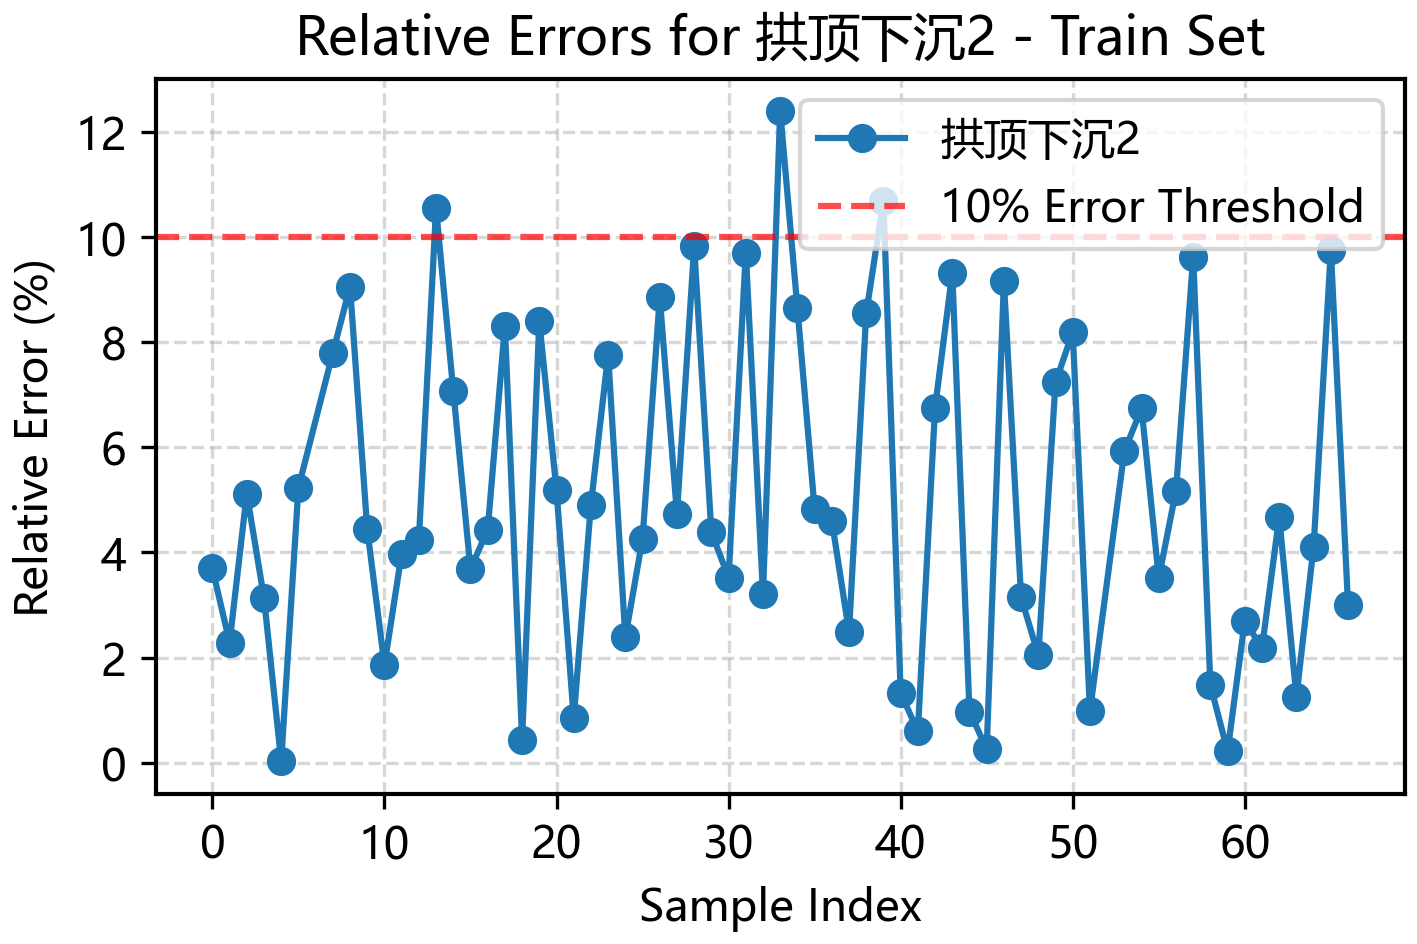 Relative Errors for 拱顶下沉2 - Train Set
拱顶下沉2
10% Error Threshold
Relative Error (%)
12
10
8
6
4
2
0
0 10 20 30 40 50 60
Sample Index